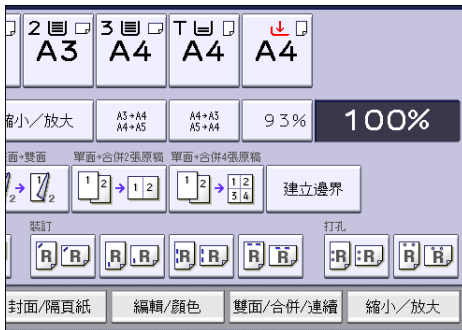 2 A3
3 A4
T A4
A4
縮小／放大
A3→A4
A4→A5
A4→A3
A5→A4
93%
100%
面→雙面
單面→合併2張原稿
單面→合併4張原稿
1 2
1 2 → 1 2
1 2 → 1 2 3 4
建立邊界
裝訂
打孔
R R
R R
R R
R R
R R
R R
封面/隔頁紙
編輯/顏色
雙面/合併/連續
縮小／放大